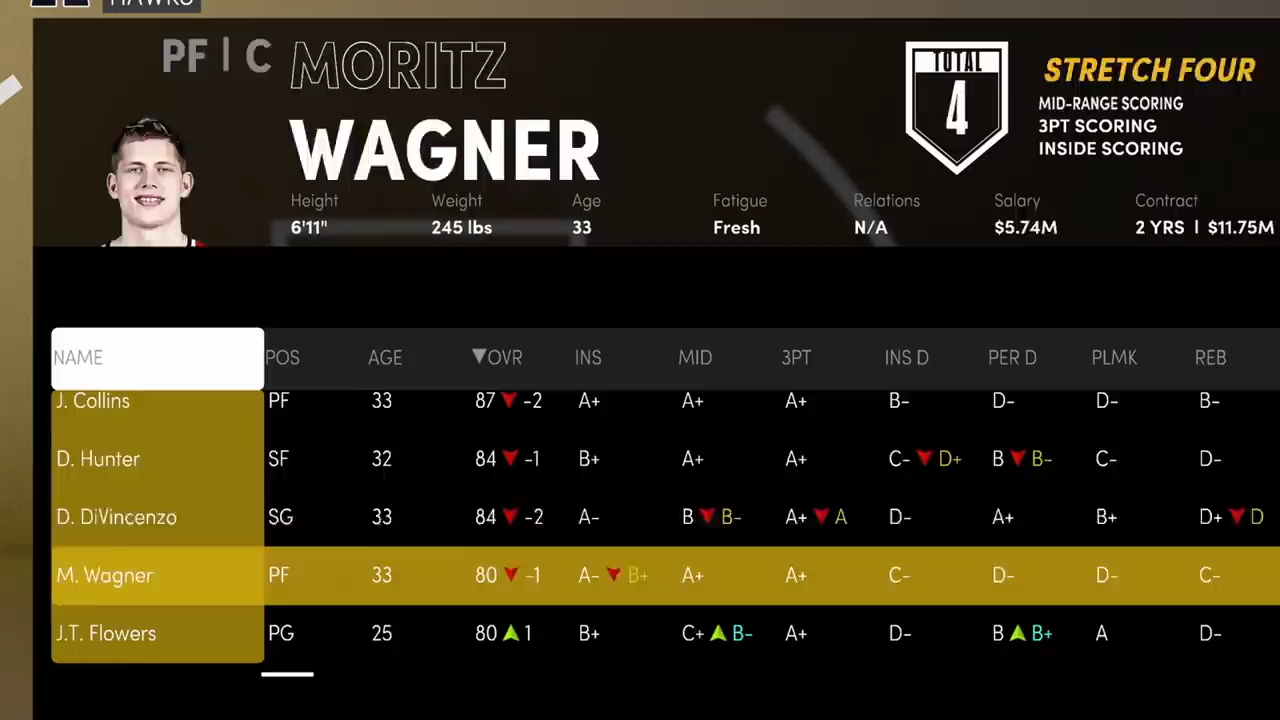 HAWKS
PF | C MORITZ
WAGNER
TOTAL
4
STRETCH FOUR
MID-RANGE SCORING
3PT SCORING
INSIDE SCORING
Height Weight Age Fatigue Relations Salary Contract
6'11" 245 lbs 33 Fresh N/A $5.74M 2 YRS | $11.75M
NAME POS AGE ▼OVR INS MID 3PT INS D PER D PLMK REB
J. Collins PF 33 87 -2 A+ A+ A+ B- D- D- B-
D. Hunter SF 32 84 -1 B+ A+ A+ C- D+ B B- C- D-
D. DiVincenzo SG 33 84 -2 A- B B- A+ A D- A+ B+ D+ D
M. Wagner PF 33 80 -1 A- B+ A+ A+ C- D- D- C-
J.T. Flowers PG 25 80 1 B+ C+ B- A+ D- B B+ A D-